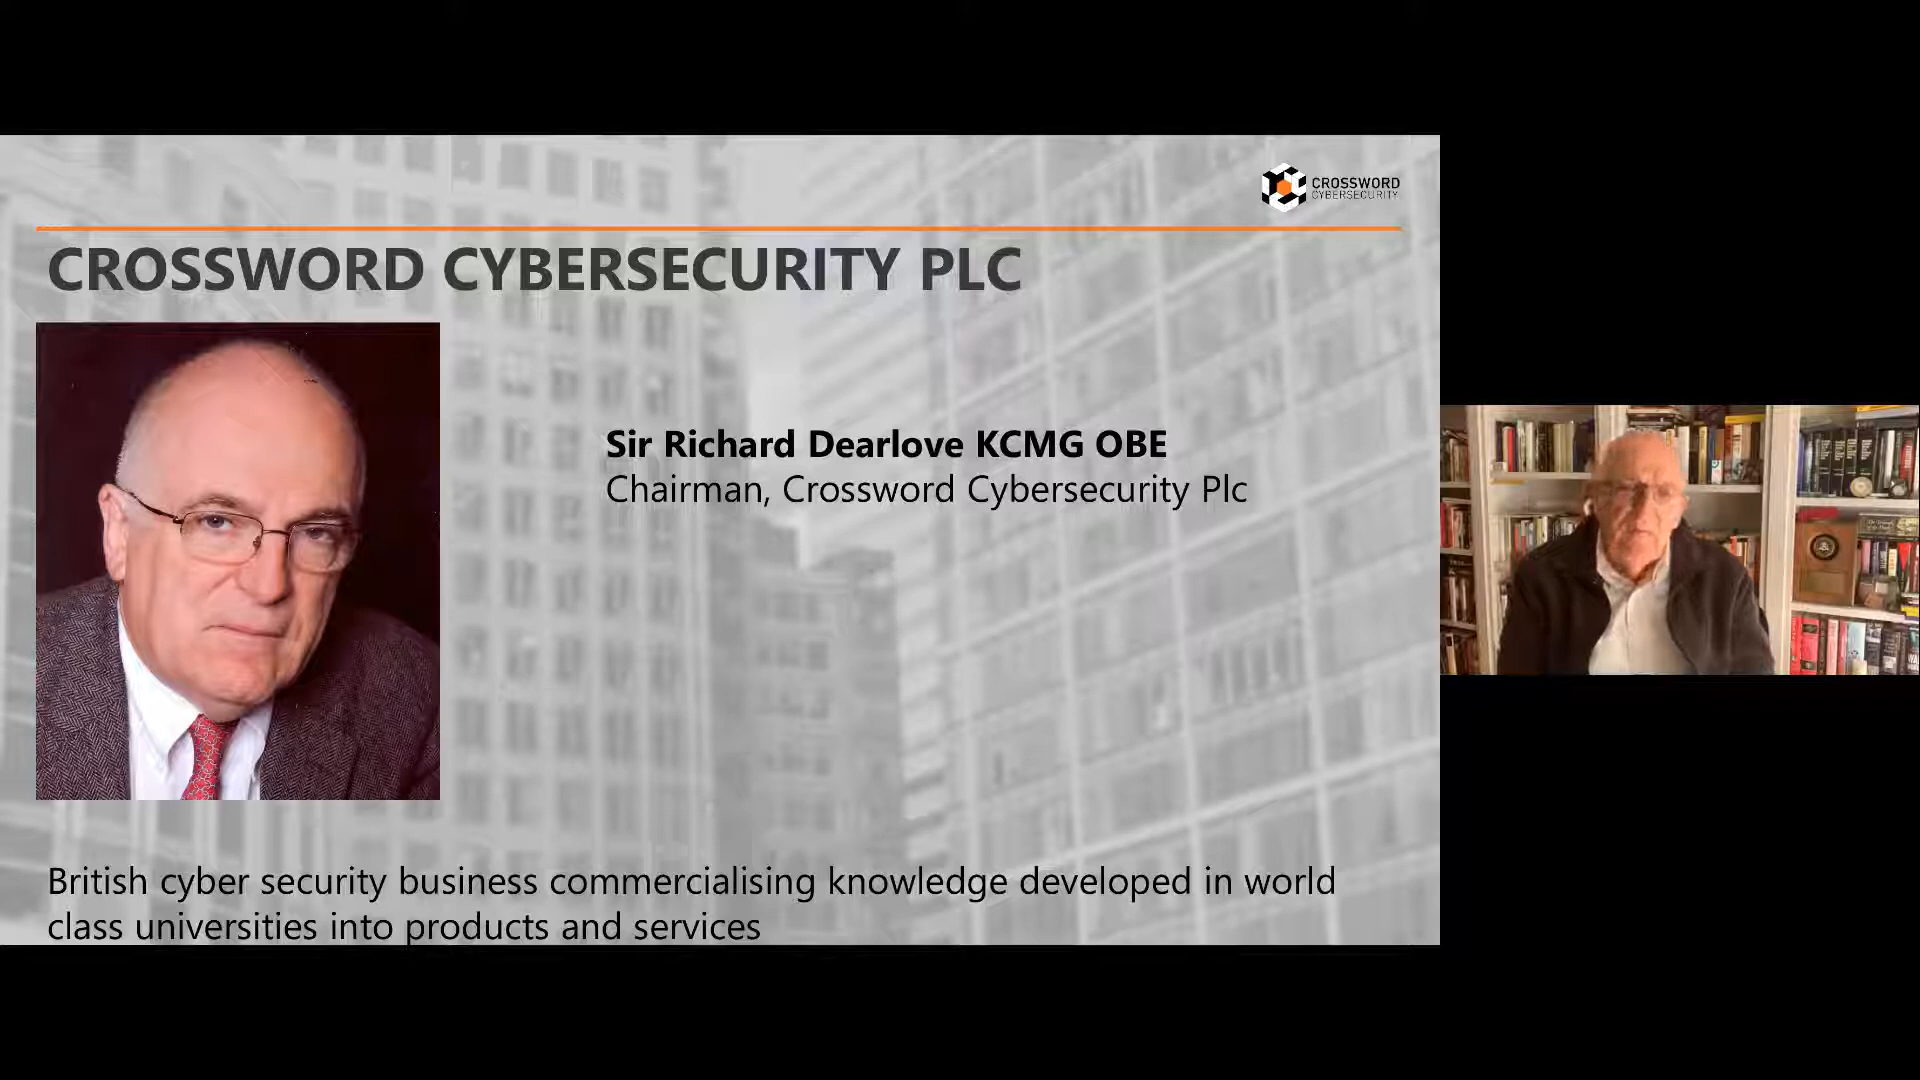 CROSSWORD
CYBERSECURITY
CROSSWORD CYBERSECURITY PLC
Sir Richard Dearlove KCMG OBE
Chairman, Crossword Cybersecurity Plc
British cyber security business commercialising knowledge developed in world
class universities into products and services